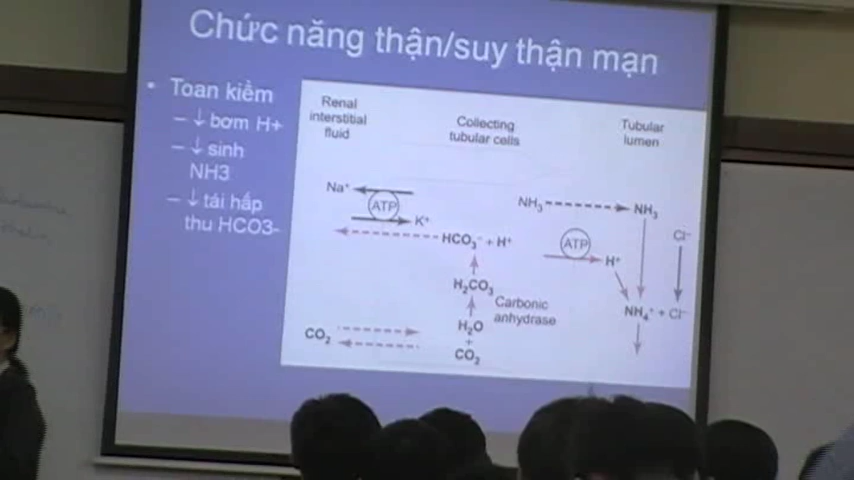 Chức năng thận/suy thận mạn
• Toan kiềm
– ↓ bơm H+
– ↓ sinh
NH3
– ↓ tái hấp
thu HCO3-
Renal
interstitial
fluid
Collecting
tubular cells
Tubular
lumen
Na⁺
ATP
K⁺
NH₃
NH₃
Cl⁻
HCO₃⁻ + H⁺
ATP
H⁺
H₂CO₃
Carbonic
anhydrase
NH₄⁺ + Cl⁻
H₂O
+
CO₂
CO₂